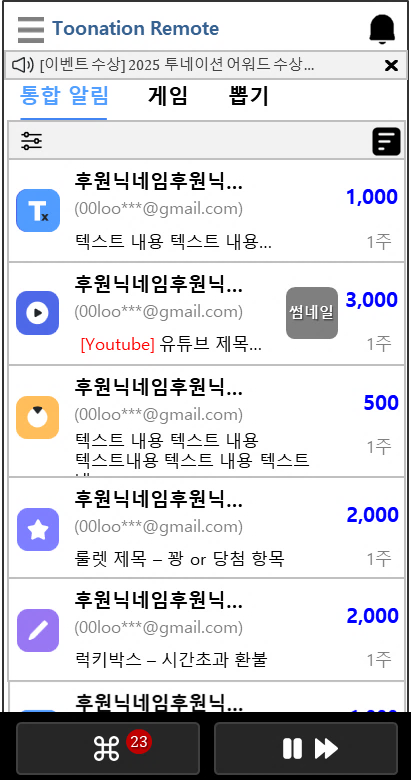 Toonation Remote
[이벤트 수상] 2025 투네이션 어워드 수상...
통합 알림 게임 뽑기
후원닉네임후원닉...
1,000
(00loo***@gmail.com)
텍스트 내용 텍스트 내용...
1주
후원닉네임후원닉...
3,000
(00loo***@gmail.com)
썸네일
[Youtube] 유튜브 제목...
1주
후원닉네임후원닉...
500
(00loo***@gmail.com)
텍스트 내용 텍스트 내용
1주
텍스트내용 텍스트 내용 텍스트
후원닉네임후원닉...
2,000
(00loo***@gmail.com)
룰렛 제목 – 꽝 or 당첨 항목
1주
후원닉네임후원닉...
2,000
(00loo***@gmail.com)
럭키박스 – 시간초과 환불
1주
후원닉네임후원닉...
1,000
23